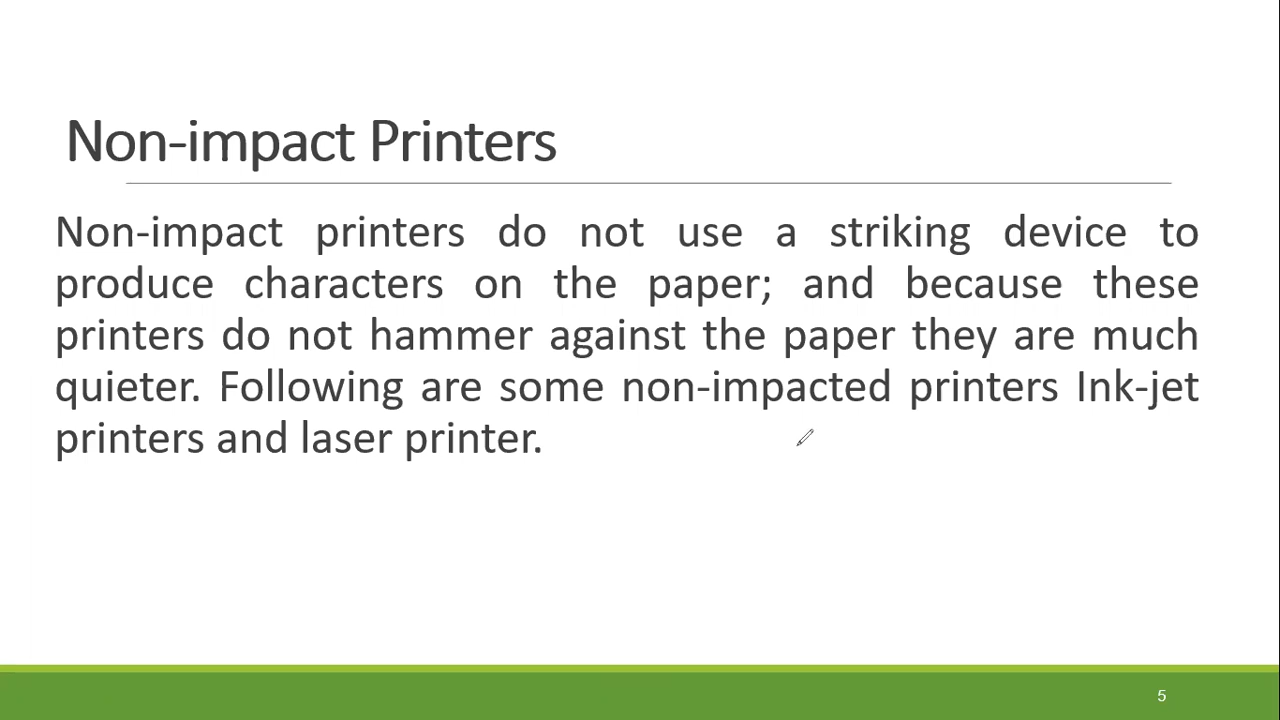 Non-impact Printers
Non-impact printers do not use a striking device to
produce characters on the paper; and because these
printers do not hammer against the paper they are much
quieter. Following are some non-impacted printers Ink-jet
printers and laser printer.
5